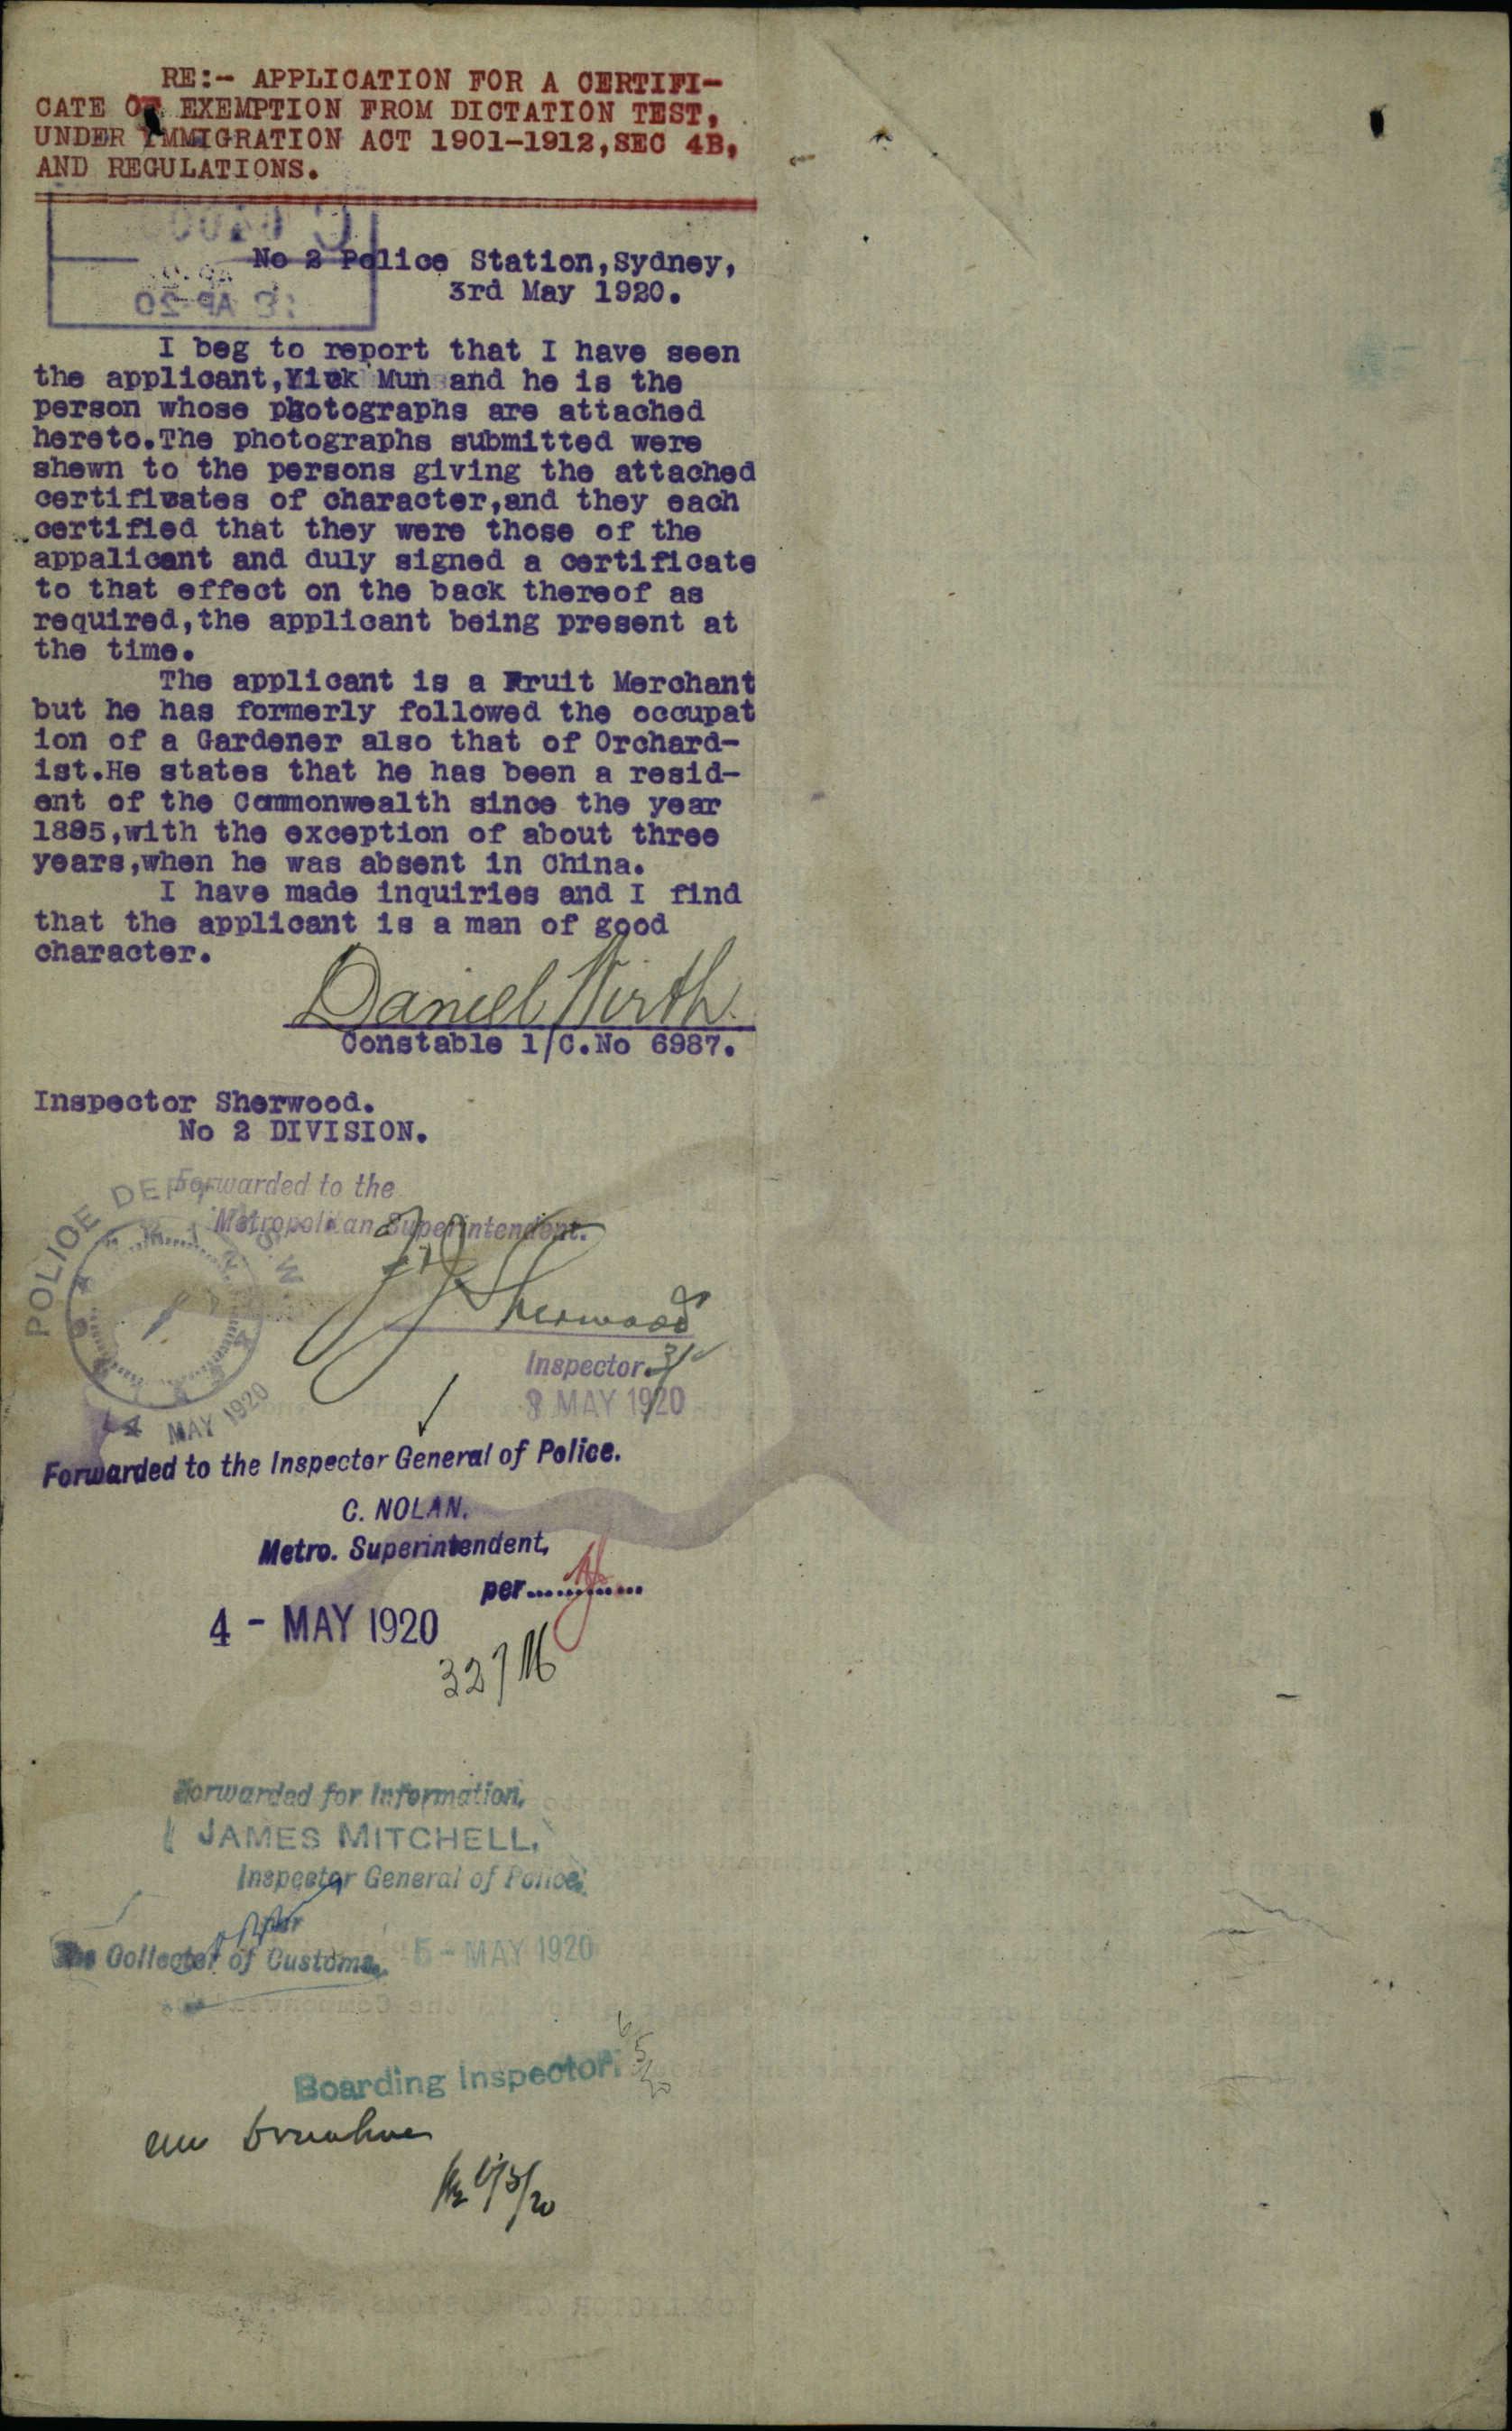 RE:- APPLICATION FOR A CERTIFI-
CATE OF EXEMPTION FROM DICTATION TEST,
UNDER IMMIGRATION ACT 1901-1912,SEC 4B,
AND REGULATIONS.
No 2 Police Station,Sydney,
3rd May 1920.
I beg to report that I have seen
the applicant,Yick Mun and he is the
person whose photographs are attached
hereto.The photographs submitted were
shewn to the persons giving the attached
certificates of character,and they each
certified that they were those of the
appalicant and duly signed a certificate
to that effect on the back thereof as
required,the applicant being present at
the time.
The applicant is a Fruit Merchant
but he has formerly followed the occupat
ion of a Gardener also that of Orchard-
ist.He states that he has been a resid-
ent of the Commonwealth since the year
1895,with the exception of about three
years,when he was absent in China.
I have made inquiries and I find
that the applicant is a man of good
character.
Daniel Wirth
Constable 1/C.No 6987.
Inspector Sherwood.
No 2 DIVISION.
Forwarded to the
Metropolitan Superintendent.
POLICE DEPT N.S.W.
Sherwood
Inspector.
MAY 1920
MAY 1920
Forwarded to the Inspector General of Police.
C. NOLAN.
Metro. Superintendent,
per
4 - MAY 1920
Forwarded for Information,
JAMES MITCHELL,
Inspector General of Police
per
The Collector of Customs
5 - MAY 1920
Boarding Inspector.